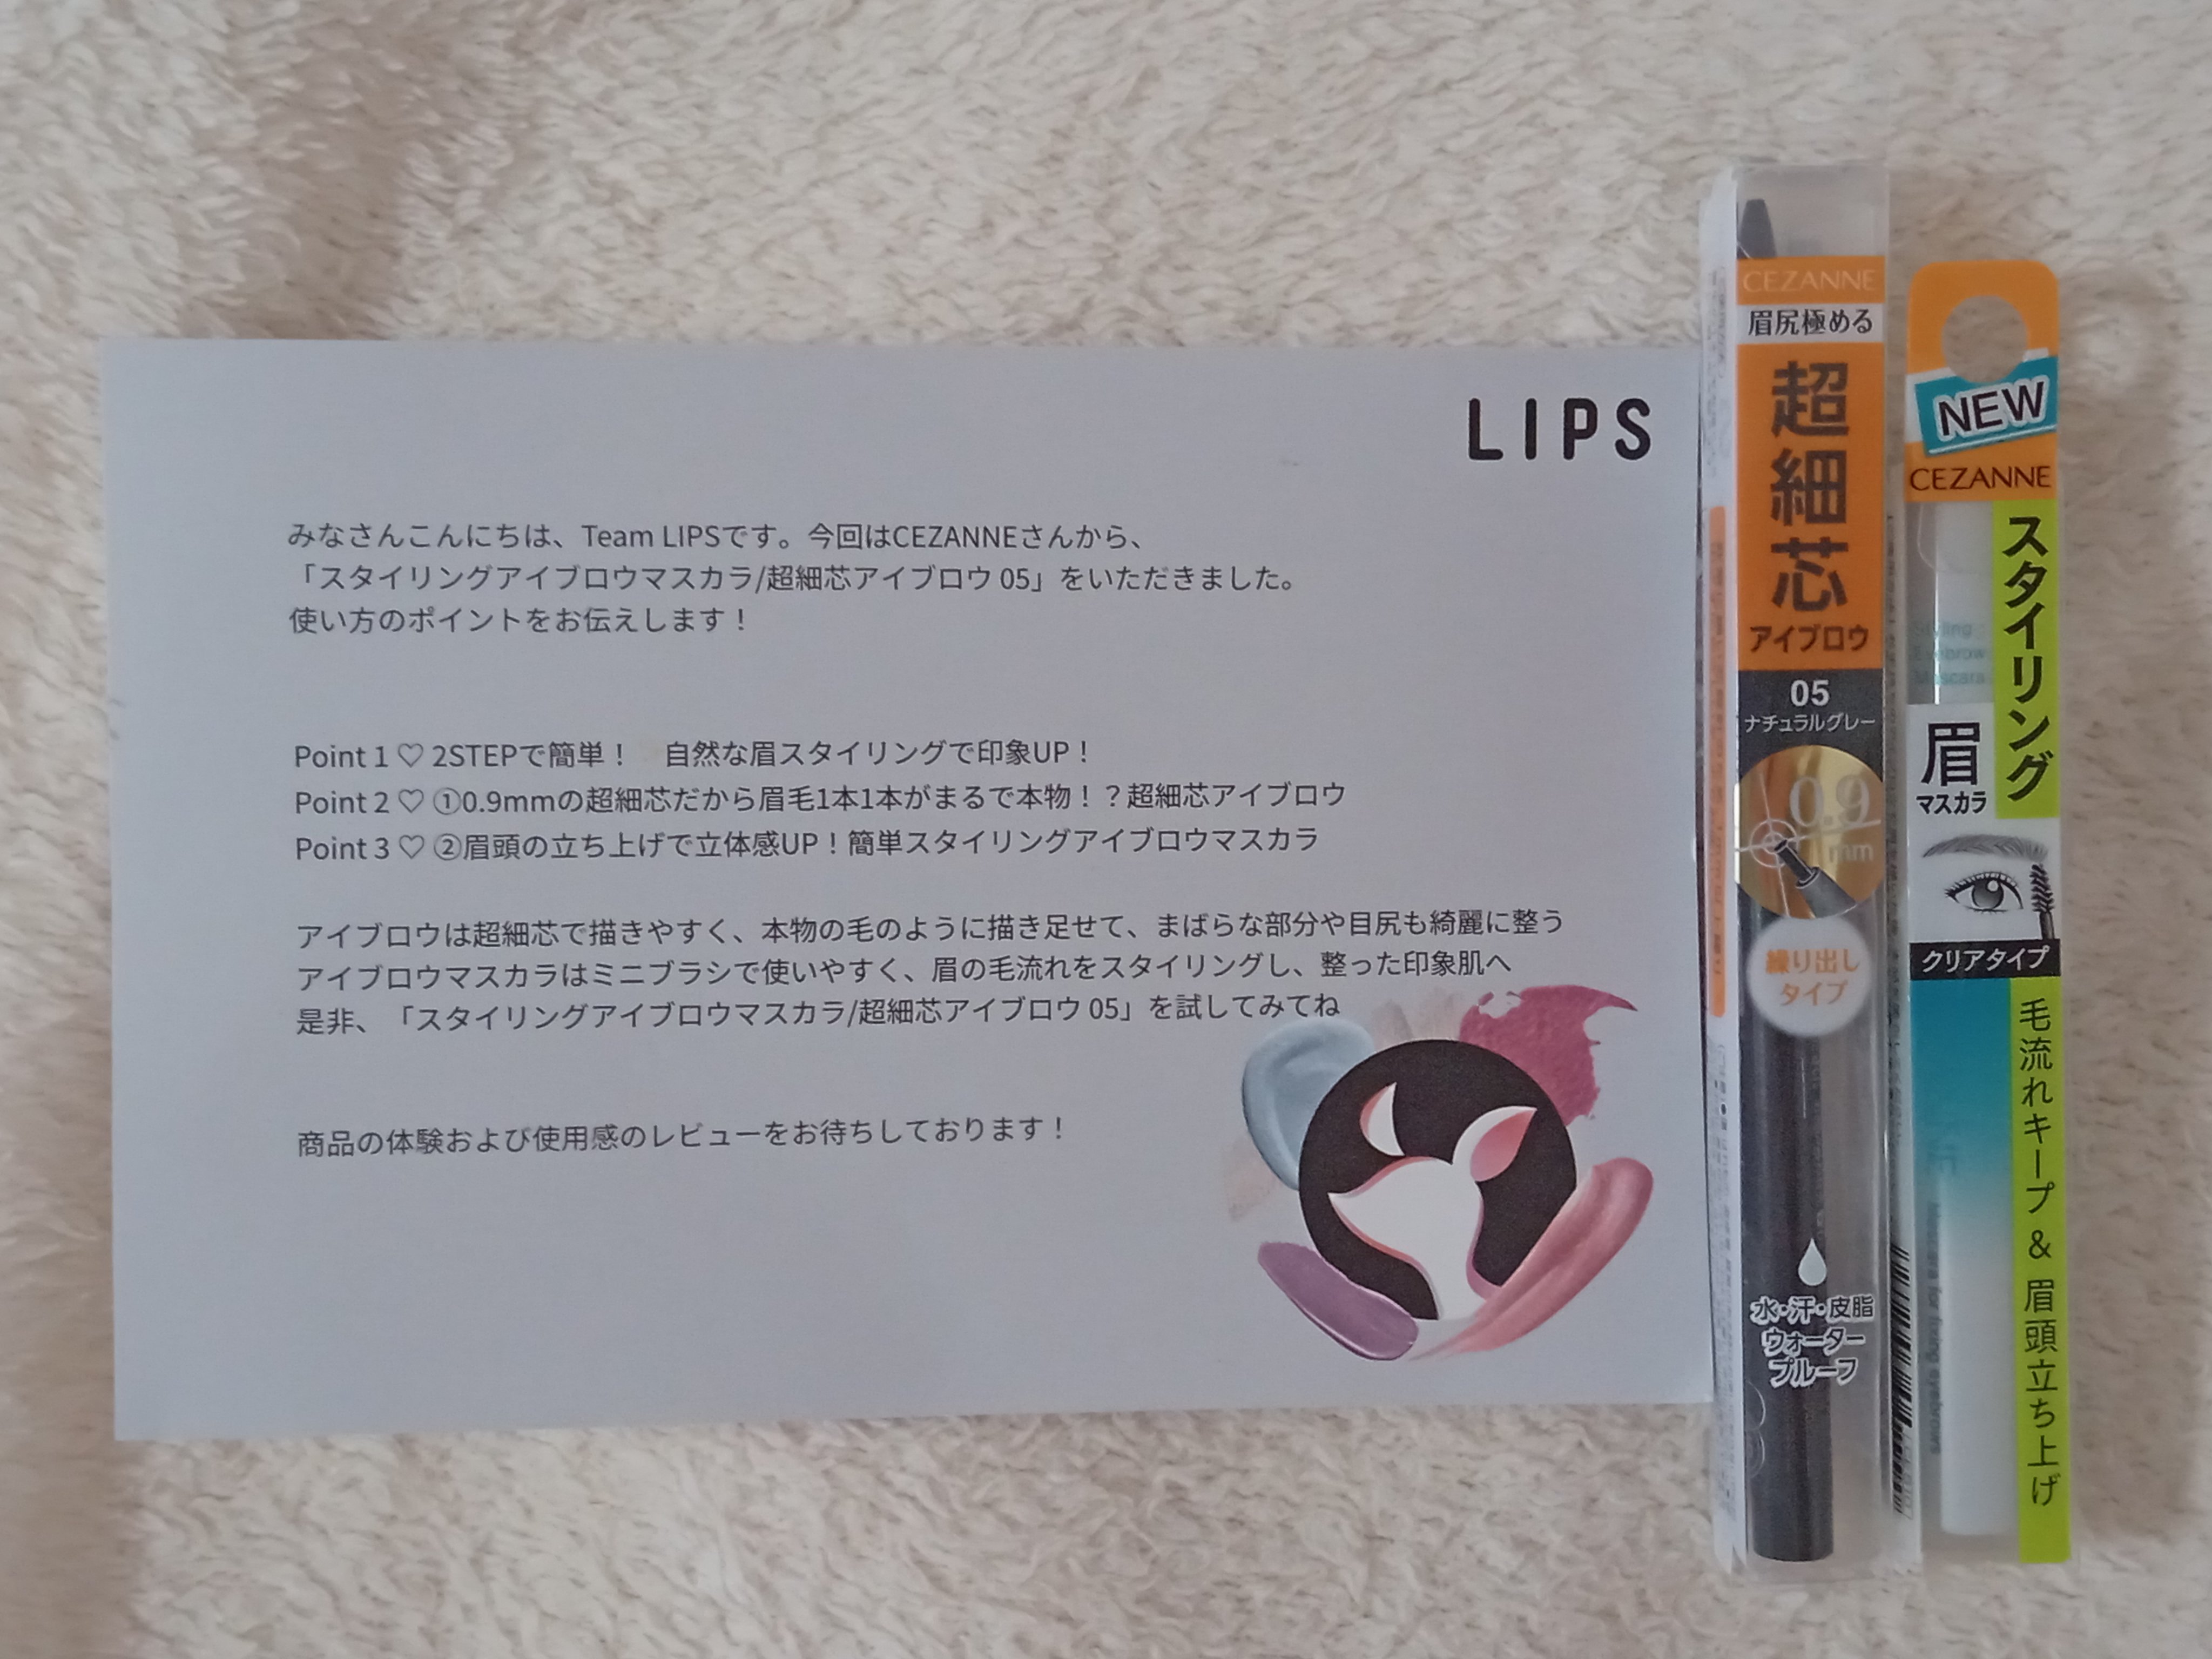 LIPS
みなさんこんにちは、Team LIPSです。今回はCEZANNEさんから、
「スタイリングアイブロウマスカラ/超細芯アイブロウ 05」をいただきました。
使い方のポイントをお伝えします！
Point 1 ♡ 2STEPで簡単！　自然な眉スタイリングで印象UP！
Point 2 ♡ ①0.9mmの超細芯だから眉毛1本1本がまるで本物！？超細芯アイブロウ
Point 3 ♡ ②眉頭の立ち上げで立体感UP！簡単スタイリングアイブロウマスカラ
アイブロウは超細芯で描きやすく、本物の毛のように描き足せて、まばらな部分や目尻も綺麗に整う
アイブロウマスカラはミニブラシで使いやすく、眉の毛流れをスタイリングし、整った印象肌へ
是非、「スタイリングアイブロウマスカラ/超細芯アイブロウ 05」を試してみてね
商品の体験および使用感のレビューをお待ちしております！
CEZANNE
眉尻極める
超細芯
アイブロウ
05
ナチュラルグレー
0.9
mm
繰り出し
タイプ
水・汗・皮脂
ウォーター
プルーフ
NEW
CEZANNE
スタイリング
Styling
Eyebrow
Mascara
眉
マスカラ
クリアタイプ
毛流れキープ & 眉頭立ち上げ